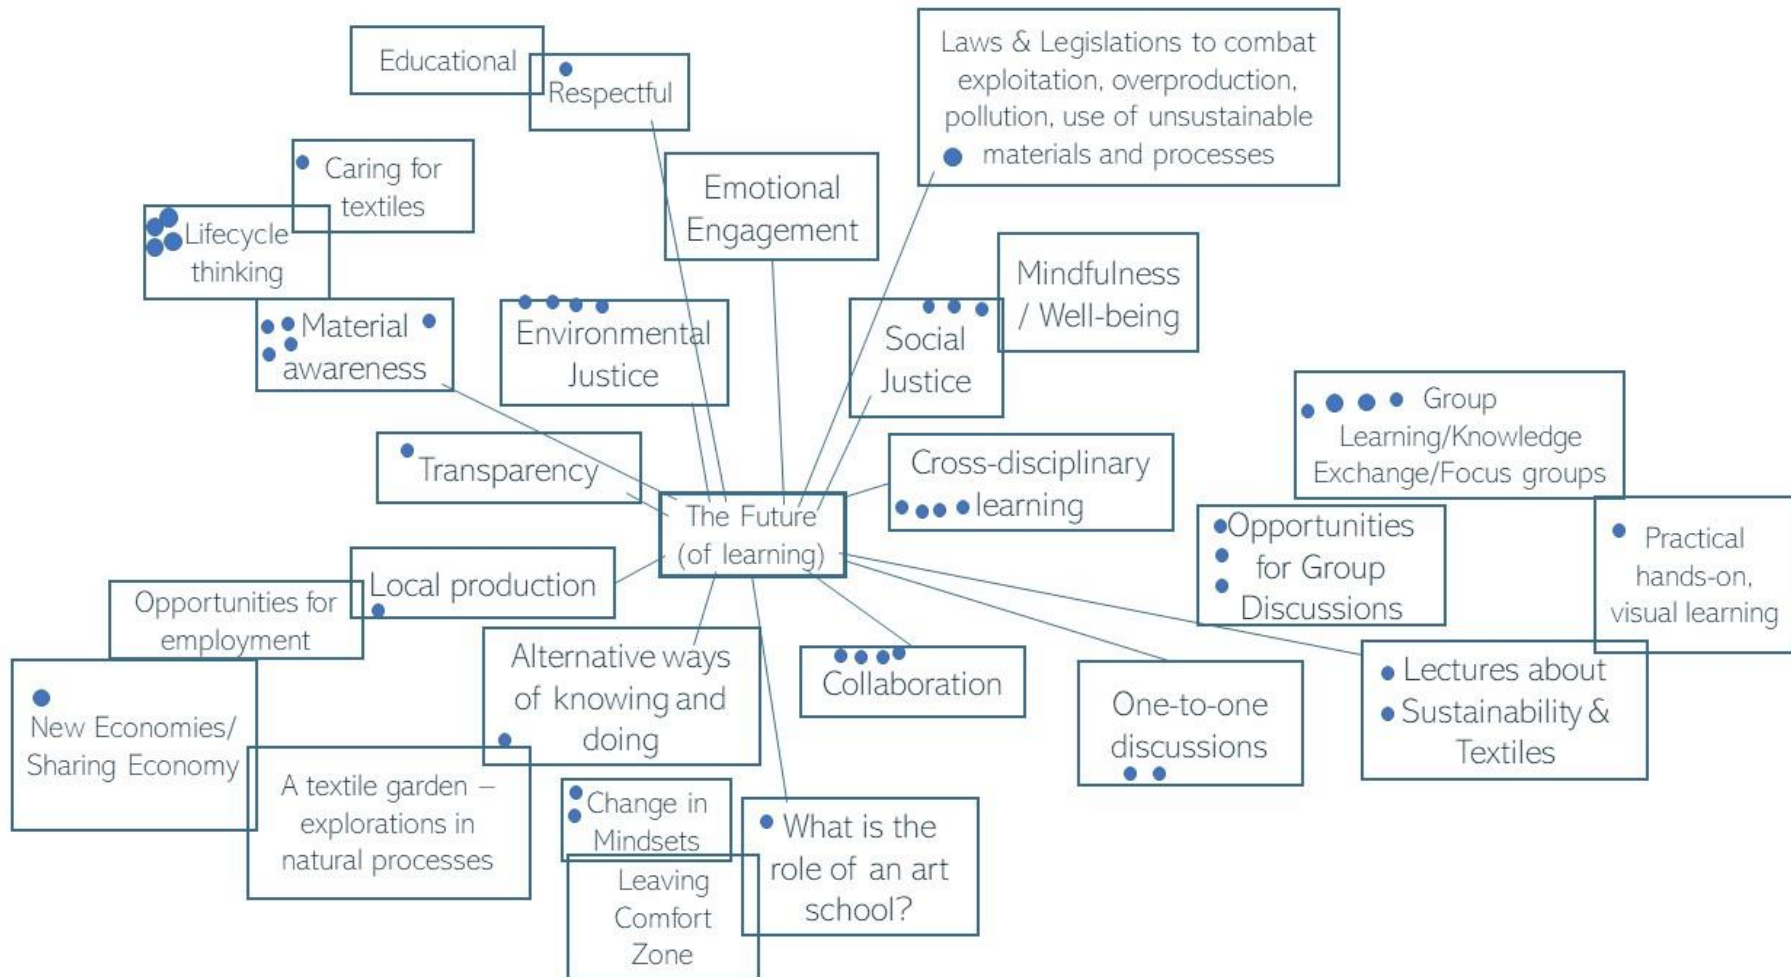 Educational
Respectful
Laws & Legislations to combat
exploitation, overproduction,
pollution, use of unsustainable
materials and processes
Caring for
textiles
Emotional
Engagement
Lifecycle
thinking
Mindfulness
/ Well-being
Material
awareness
Environmental
Justice
Social
Justice
Group
Learning/Knowledge
Exchange/Focus groups
Transparency
Cross-disciplinary
learning
The Future
(of learning)
Opportunities
for Group
Discussions
Practical
hands-on,
visual learning
Local production
Opportunities for
employment
Alternative ways
of knowing and
doing
Collaboration
One-to-one
discussions
Lectures about
Sustainability &
Textiles
New Economies/
Sharing Economy
A textile garden –
explorations in
natural processes
Change in
Mindsets
What is the
role of an art
school?
Leaving
Comfort
Zone